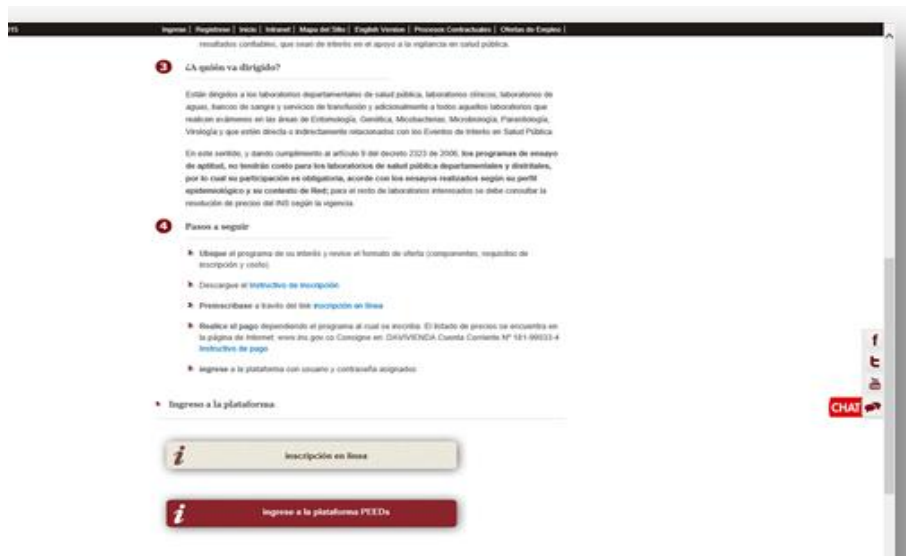 Ingrese | Regístrese | Inicio | Intranet | Mapa del Sitio | English Version | Procesos Contractuales | Ofertas de Empleo |
resultados confiables, que sean de interés en el apoyo a la vigilancia en salud pública.
3 ¿A quién va dirigido?
Están dirigidos a los laboratorios departamentales de salud pública, laboratorios clínicos, laboratorios de
aguas, bancos de sangre y servicios de transfusión y adicionalmente a todos aquellos laboratorios que
realicen exámenes en las áreas de Entomología, Genética, Micobacterias, Microbiología, Parasitología,
Virología y que estén directa o indirectamente relacionados con los Eventos de Interés en Salud Pública
En este sentido, y dando cumplimiento al artículo 9 del decreto 2323 de 2006, los programas de ensayo
de aptitud, no tendrán costo para los laboratorios de salud pública departamentales y distritales,
por lo cual su participación es obligatoria, acorde con los ensayos realizados según su perfil
epidemiológico y su contexto de Red; para el resto de laboratorios interesados se debe consultar la
resolución de precios del INS según la vigencia.
4 Pasos a seguir
Ubique el programa de su interés y revise el formato de oferta (componentes, requisitos de
inscripción y costo).
Descargue el Instructivo de inscripción
Preinscríbase a través del link inscripción en línea
Realice el pago dependiendo el programa al cual se inscriba. El listado de precios se encuentra en
la página de Internet: www.ins.gov.co Consigne en: DAVIVIENDA Cuenta Corriente Nº 181-99033-4
Instructivo de pago
ingrese a la plataforma con usuario y contraseña asignados
Ingreso a la plataforma
CHAT
inscripción en línea
ingrese a la plataforma PEEDs